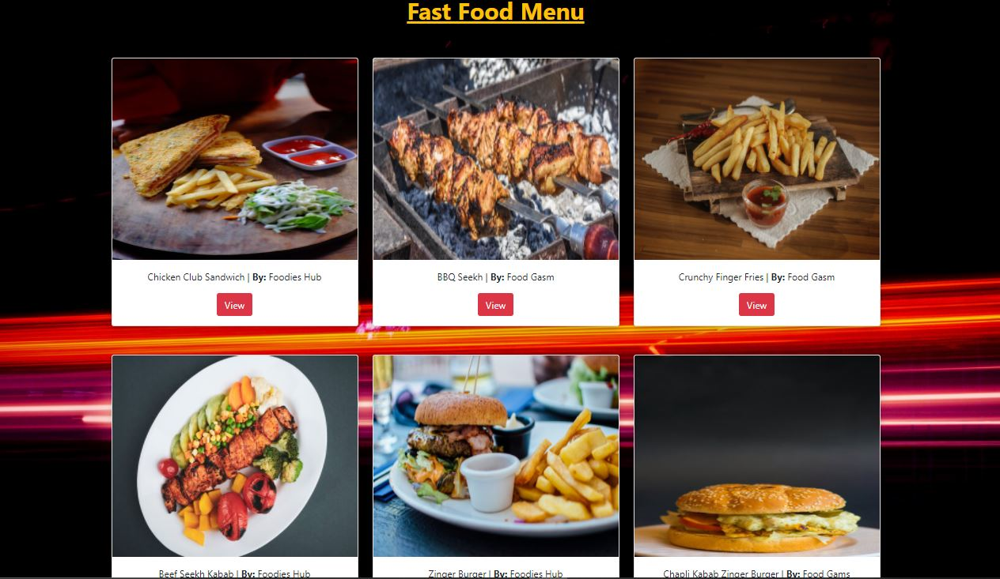 Fast Food Menu
Chicken Club Sandwich | By: Foodies Hub
View
BBQ Seekh | By: Food Gasm
View
Crunchy Finger Fries | By: Food Gasm
View
Beef Seekh Kabab | By: Foodies Hub
Zinger Burger | By: Foodies Hub
Chapli Kabab Zinger Burger | By: Food Gams